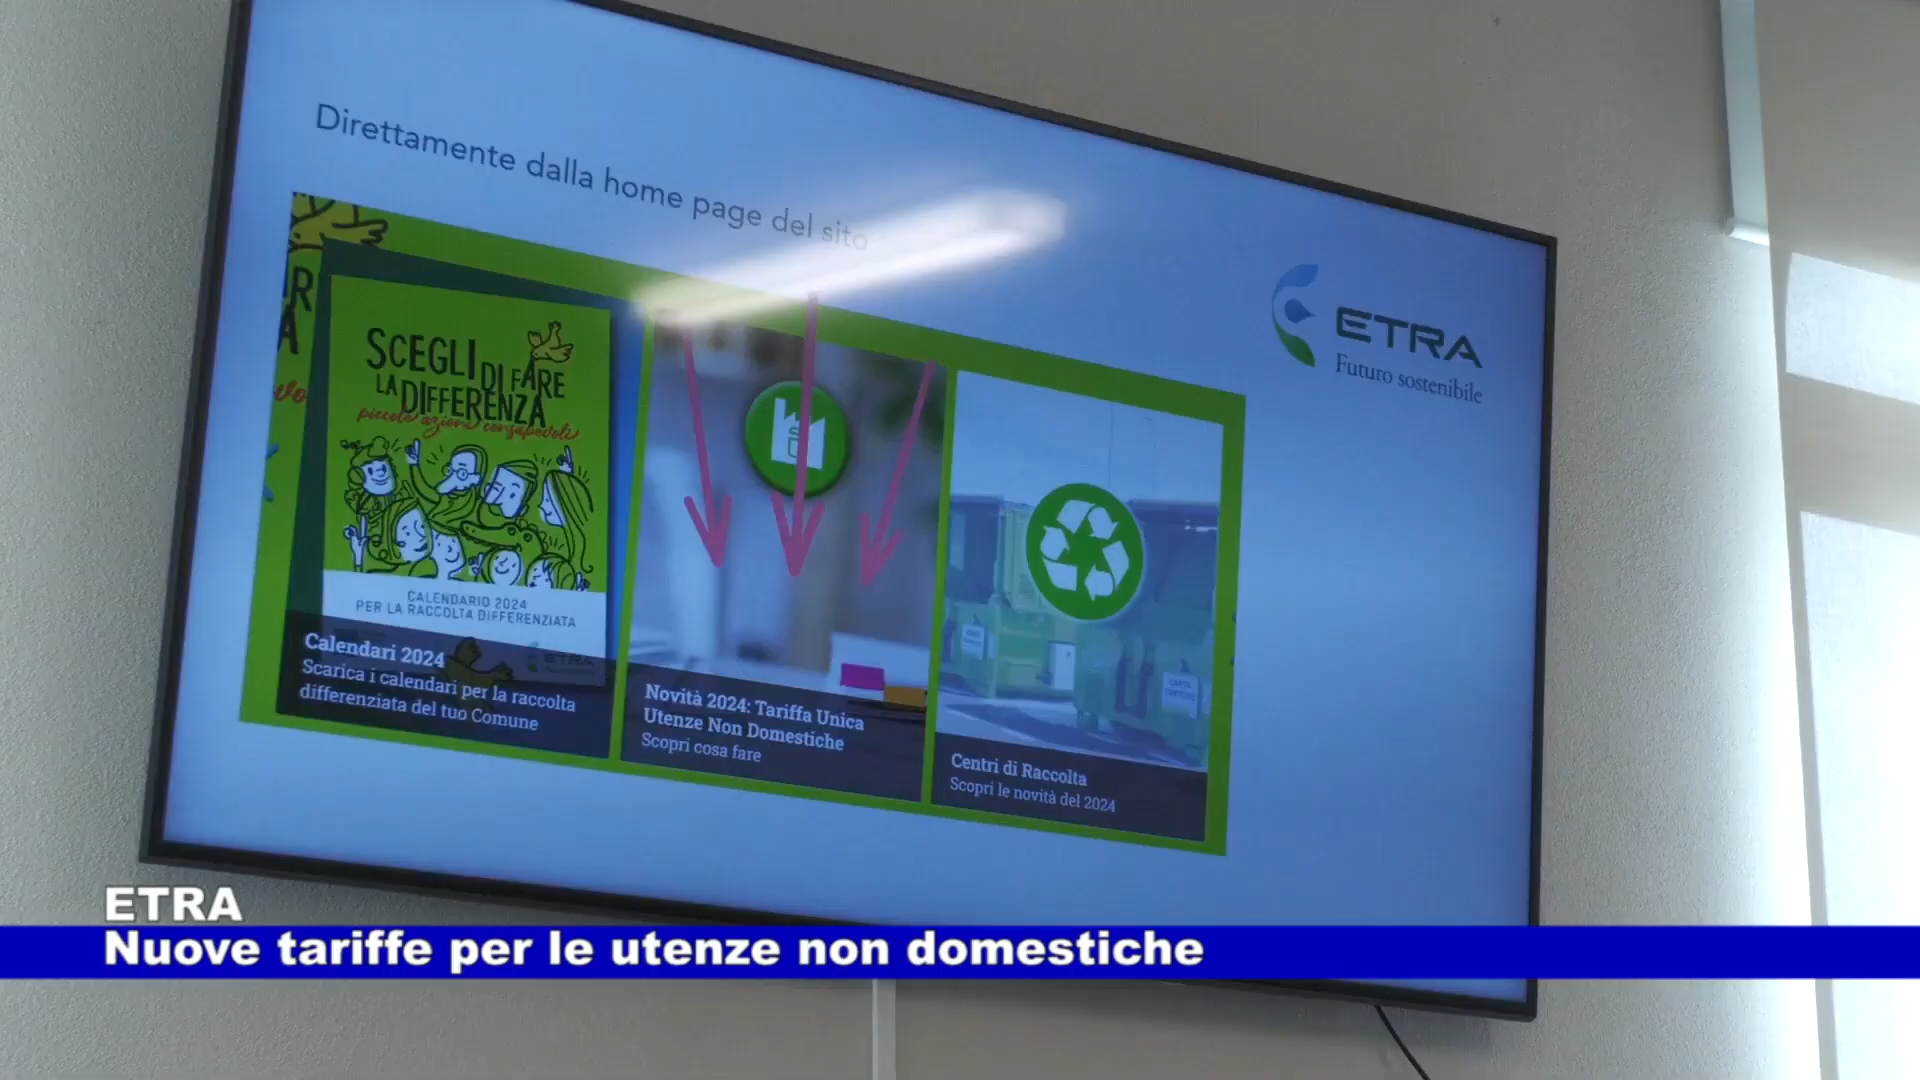 Direttamente dalla home page del sito
ETRA
Futuro sostenibile
SCEGLI DI FARE
LA DIFFERENZA
piccole azioni consapevoli
CALENDARIO 2024
PER LA RACCOLTA DIFFERENZIATA
Calendari 2024
Scarica i calendari per la raccolta
differenziata del tuo Comune
Novità 2024: Tariffa Unica
Utenze Non Domestiche
Scopri cosa fare
CARTA
Centri di Raccolta
Scopri le novità del 2024
ETRA
Nuove tariffe per le utenze non domestiche